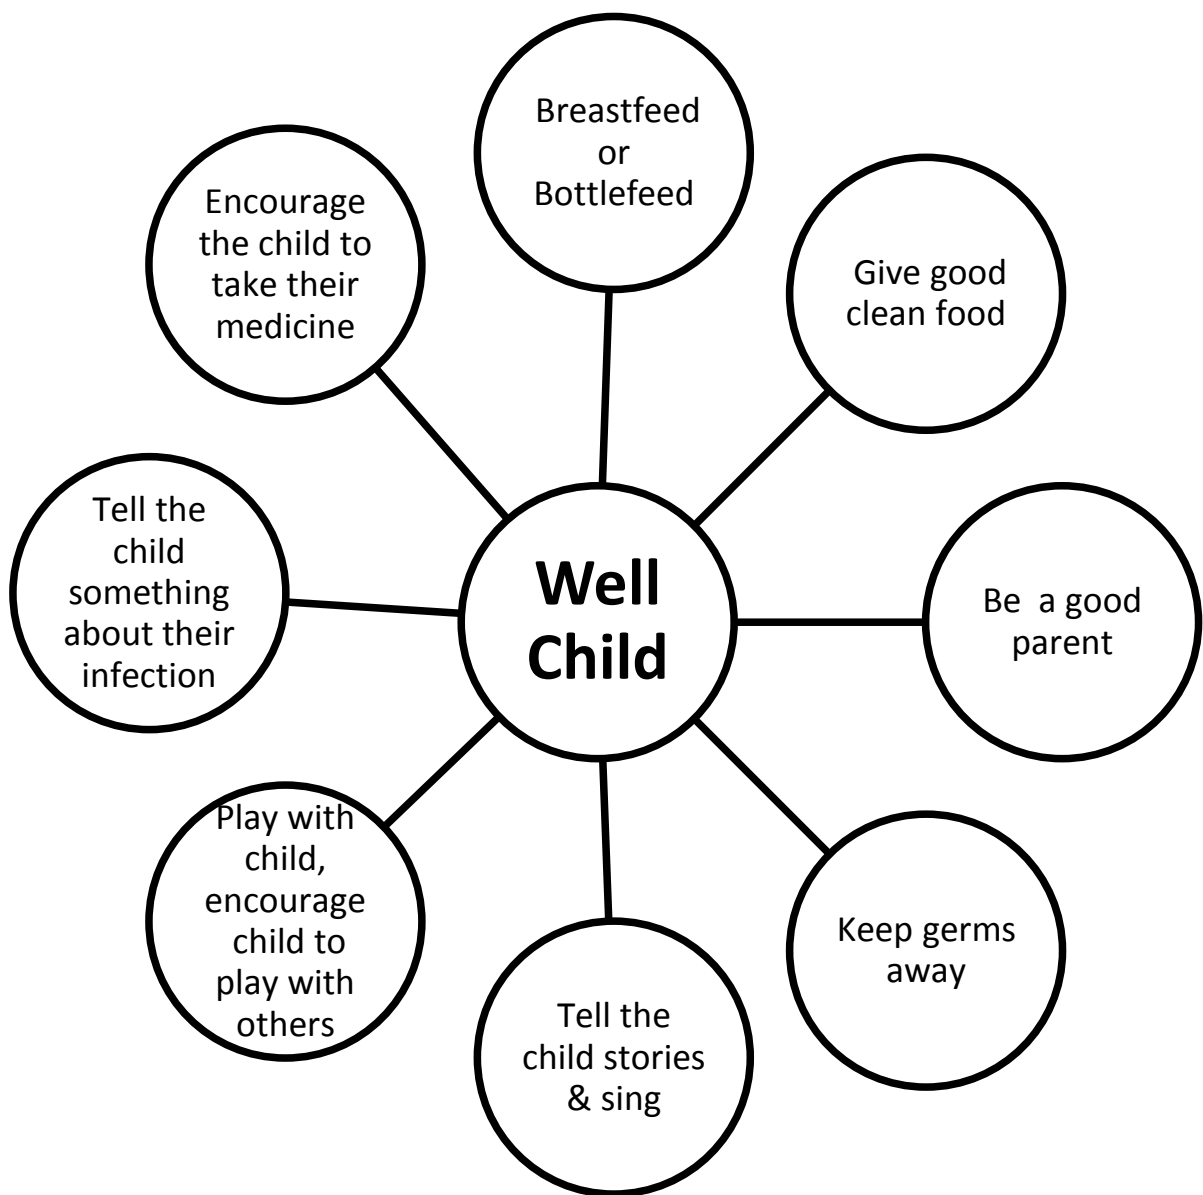 Breastfeed
or
Bottlefeed
Give good
clean food
Be a good
parent
Keep germs
away
Tell the
child stories
& sing
Play with
child,
encourage
child to
play with
others
Tell the
child
something
about their
infection
Encourage
the child to
take their
medicine
Well
Child